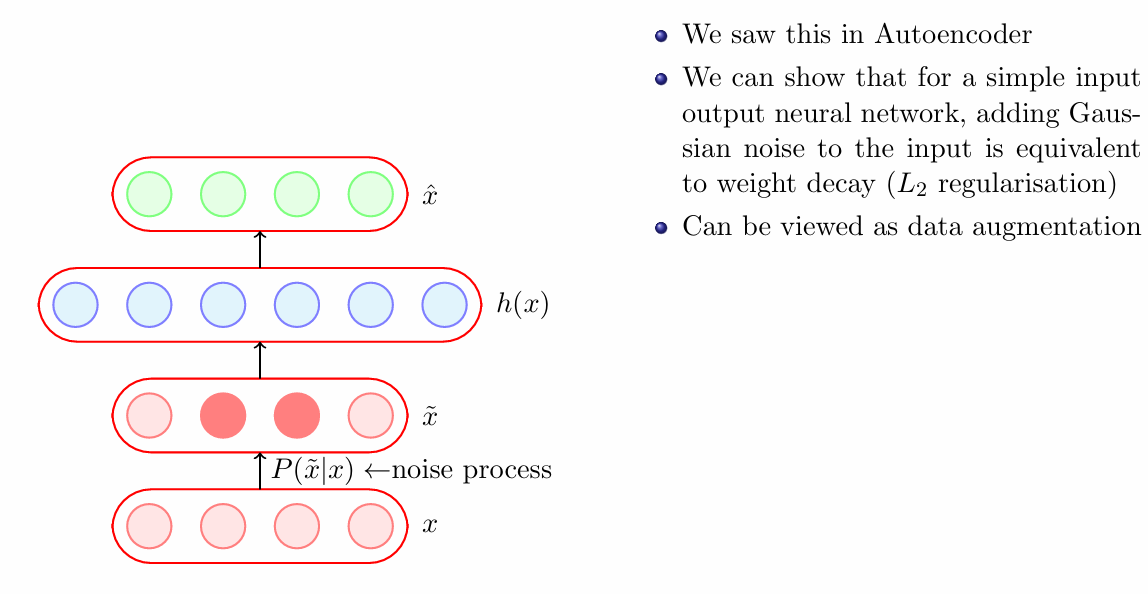 We saw this in Autoencoder
We can show that for a simple input
output neural network, adding Gaus-
sian noise to the input is equivalent
to weight decay (L₂ regularisation)
Can be viewed as data augmentation
x̂
h(x)
x̃
P(x̃|x) ←noise process
x